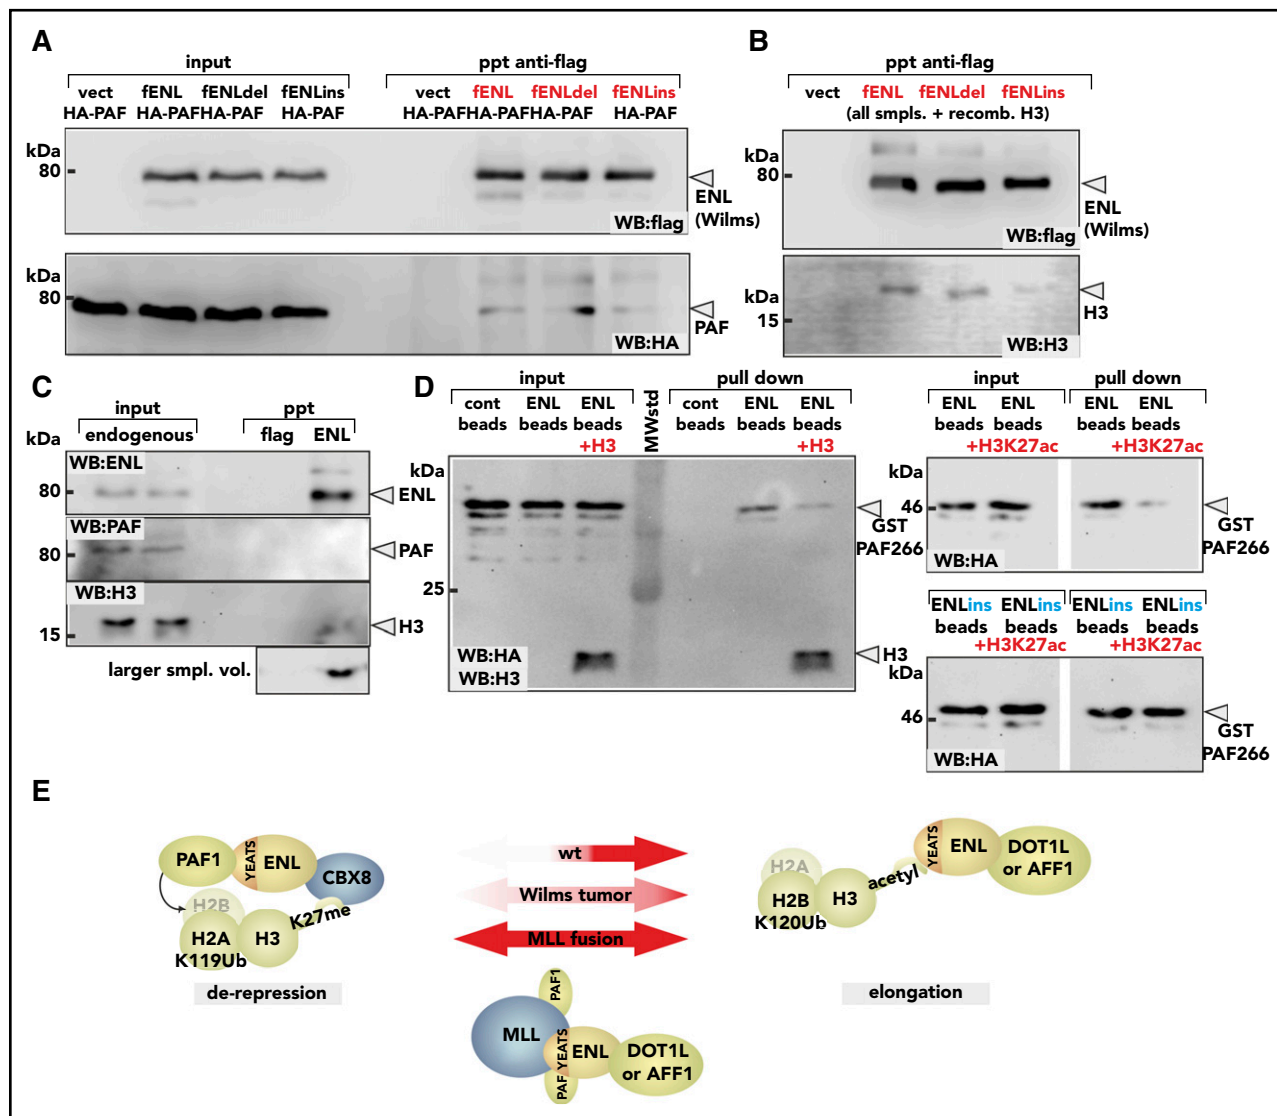 A
input
ppt anti-flag
vect fENL fENLdel fENLins
HA-PAF HA-PAF HA-PAF HA-PAF
vect fENL fENLdel fENLins
HA-PAF HA-PAF HA-PAF HA-PAF
kDa
80
ENL
(Wilms)
WB:flag
kDa
80
PAF
WB:HA
B
ppt anti-flag
vect fENL fENLdel fENLins
(all smpls. + recomb. H3)
kDa
80
ENL
(Wilms)
WB:flag
kDa
15
H3
WB:H3
C
input
ppt
endogenous
flag ENL
kDa
WB:ENL
80
ENL
WB:PAF
80
PAF
WB:H3
15
H3
larger smpl. vol.
D
input
pull down
cont ENL ENL
beads beads beads
+H3
MWstd
cont ENL ENL
beads beads beads
+H3
kDa
25
GST
PAF266
H3
WB:HA
WB:H3
input
pull down
ENL ENL
beads beads
+H3K27ac
ENL ENL
beads beads
+H3K27ac
kDa
46
GST
PAF266
WB:HA
ENLins ENLins
beads beads
+H3K27ac
ENLins ENLins
beads beads
+H3K27ac
kDa
46
GST
PAF266
WB:HA
E
PAF1
YEATS
ENL
CBX8
H2B
H2A
K119Ub
H3
K27me
de-repression
wt
Wilms tumor
MLL fusion
MLL
PAF1
PAF
YEATS
ENL
DOT1L
or AFF1
YEATS
ENL
DOT1L
or AFF1
acetyl
H2A
H2B
K120Ub
H3
elongation